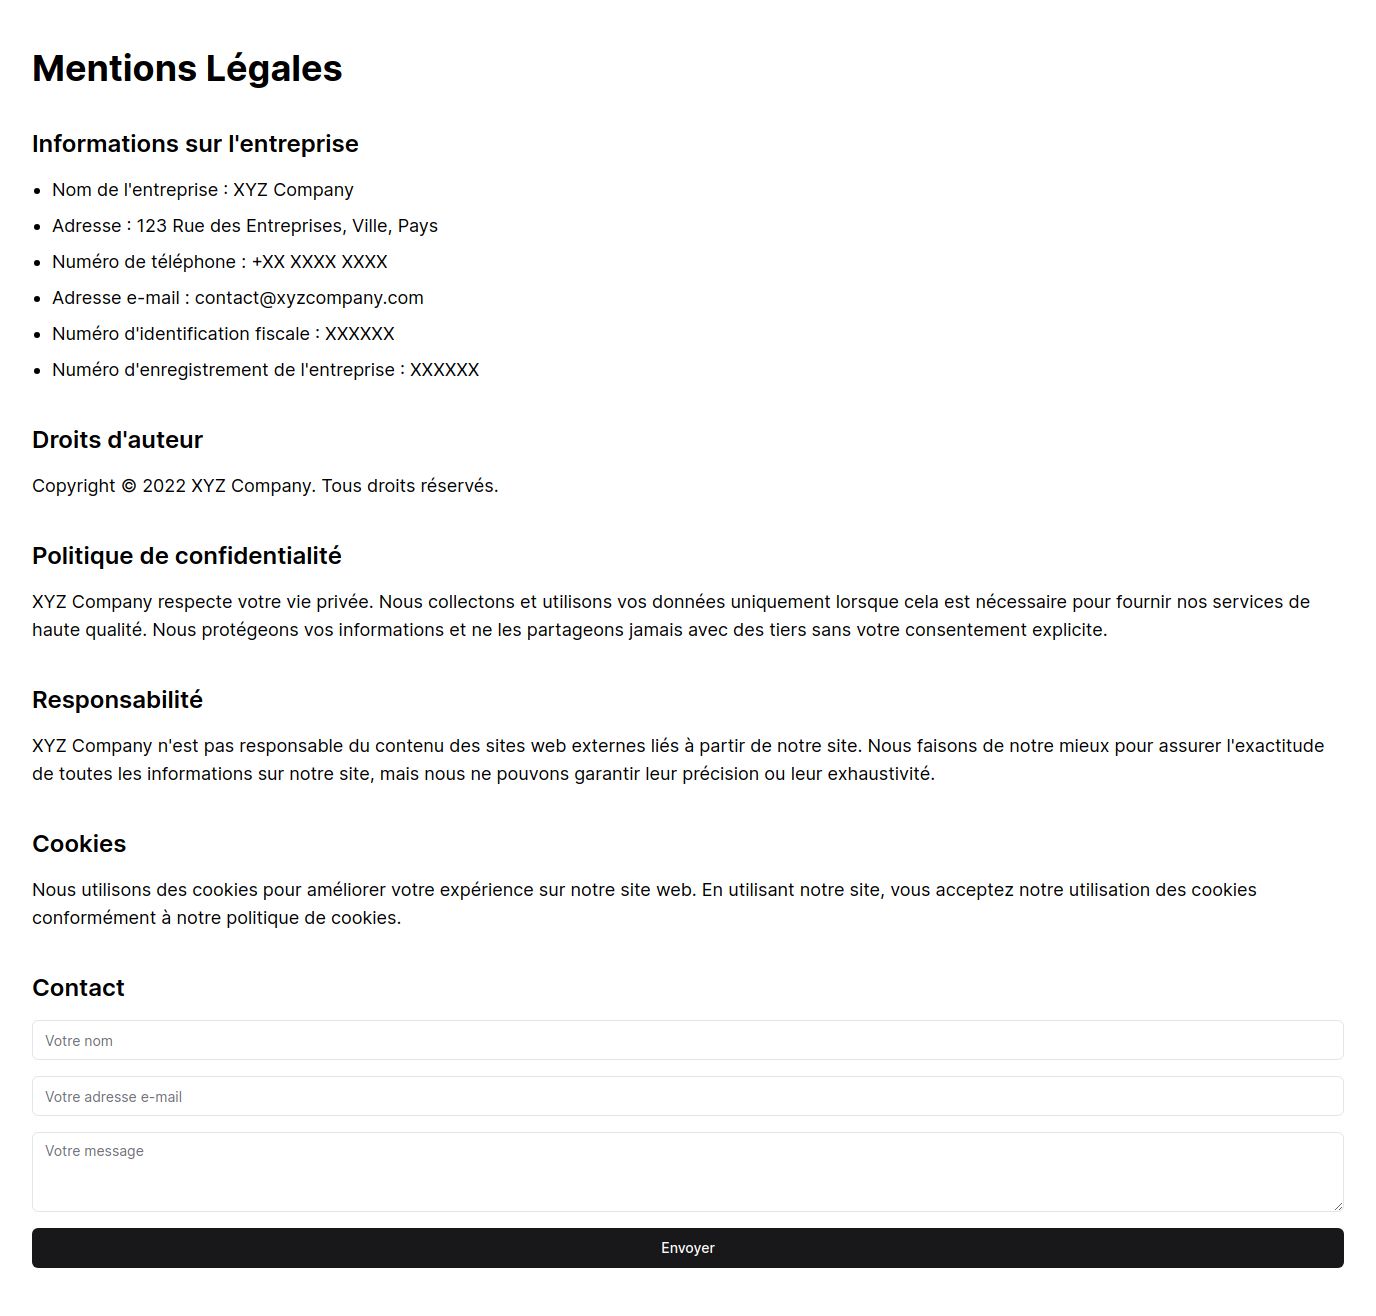 Mentions Légales
Informations sur l'entreprise
Nom de l'entreprise : XYZ Company
Adresse : 123 Rue des Entreprises, Ville, Pays
Numéro de téléphone : +XX XXXX XXXX
Adresse e-mail : contact@xyzcompany.com
Numéro d'identification fiscale : XXXXXX
Numéro d'enregistrement de l'entreprise : XXXXXX
Droits d'auteur
Copyright © 2022 XYZ Company. Tous droits réservés.
Politique de confidentialité
XYZ Company respecte votre vie privée. Nous collectons et utilisons vos données uniquement lorsque cela est nécessaire pour fournir nos services de
haute qualité. Nous protégeons vos informations et ne les partageons jamais avec des tiers sans votre consentement explicite.
Responsabilité
XYZ Company n'est pas responsable du contenu des sites web externes liés à partir de notre site. Nous faisons de notre mieux pour assurer l'exactitude
de toutes les informations sur notre site, mais nous ne pouvons garantir leur précision ou leur exhaustivité.
Cookies
Nous utilisons des cookies pour améliorer votre expérience sur notre site web. En utilisant notre site, vous acceptez notre utilisation des cookies
conformément à notre politique de cookies.
Contact
Votre nom
Votre adresse e-mail
Votre message
Envoyer